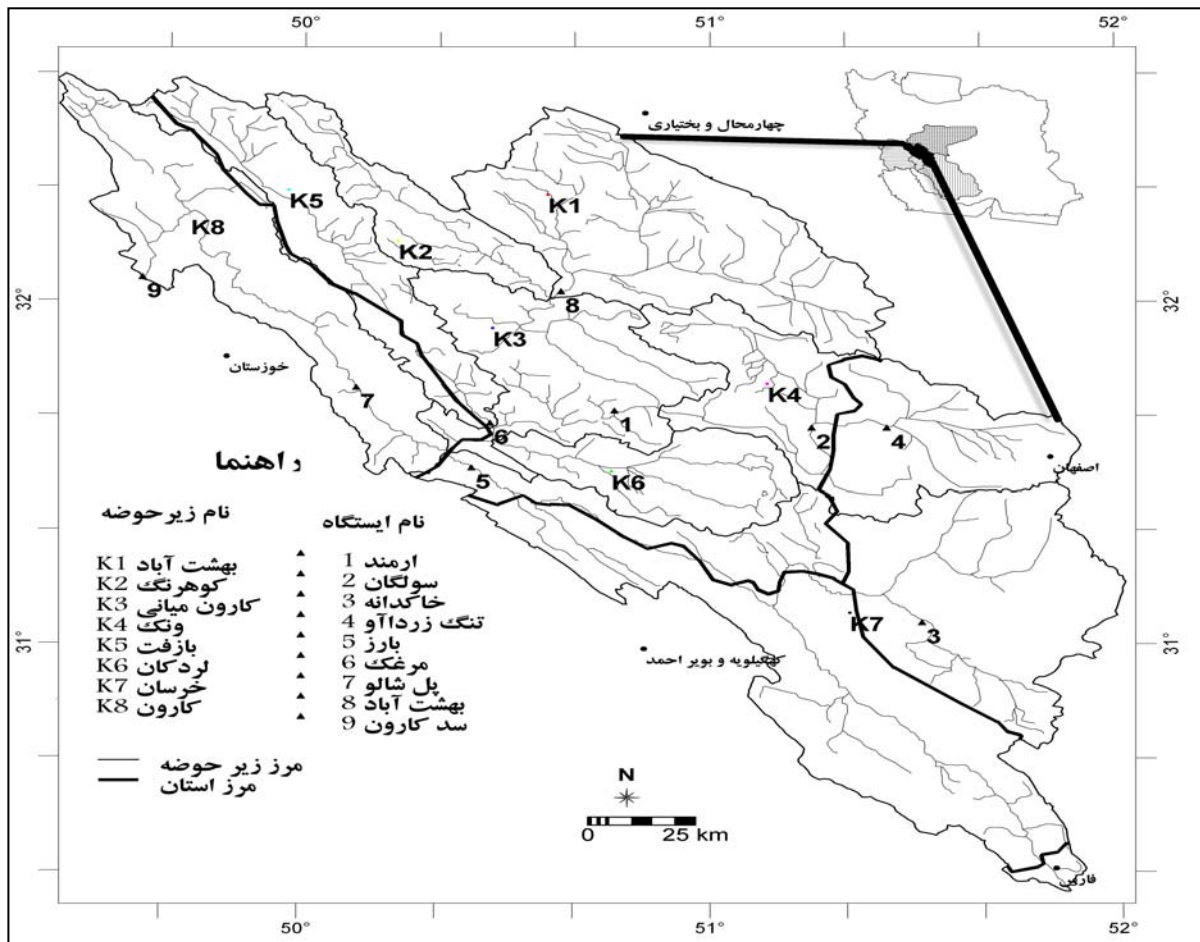 50° 51° 52°
چهارمحال و بختیاری
K1
K5
K8
K2
32° 32°
9
8
K3
خوزستان
7
K4
1
6
2
4
اصفهان
راهنما
5
K6
نام زیرحوضه
نام ایستگاه
K1 بهشت آباد
K2 کوهرنگ
K3 کارون میانی
K4 ونک
K5 بازفت
K6 لردکان
K7 خرسان
K8 کارون
1 ارمند
2 سولگان
3 خاکدانه
4 تنگ زرداآو
5 بارز
6 مرغک
7 پل شالو
8 بهشت آباد
9 سد کارون
K7
3
31° 31°
کهگیلویه و بویر احمد
مرز زیر حوضه
مرز استان
N
0 25 km
فارس
50° 51° 52°